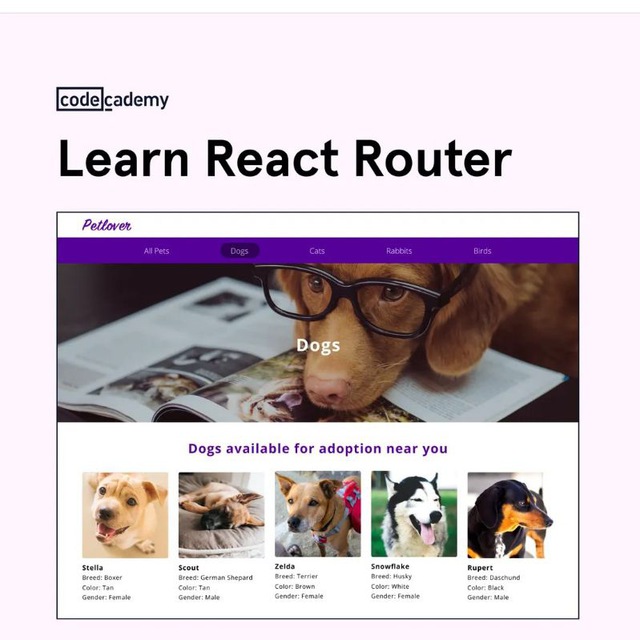 codecademy
Learn React Router
Petlover
All Pets Dogs Cats Rabbits Birds
Dogs
Dogs available for adoption near you
Stella
Breed: Boxer
Color: Tan
Gender: Female
Scout
Breed: German Shepard
Color: Tan
Gender: Male
Zelda
Breed: Terrier
Color: Brown
Gender: Female
Snowflake
Breed: Husky
Color: White
Gender: Female
Rupert
Breed: Daschund
Color: Black
Gender: Male